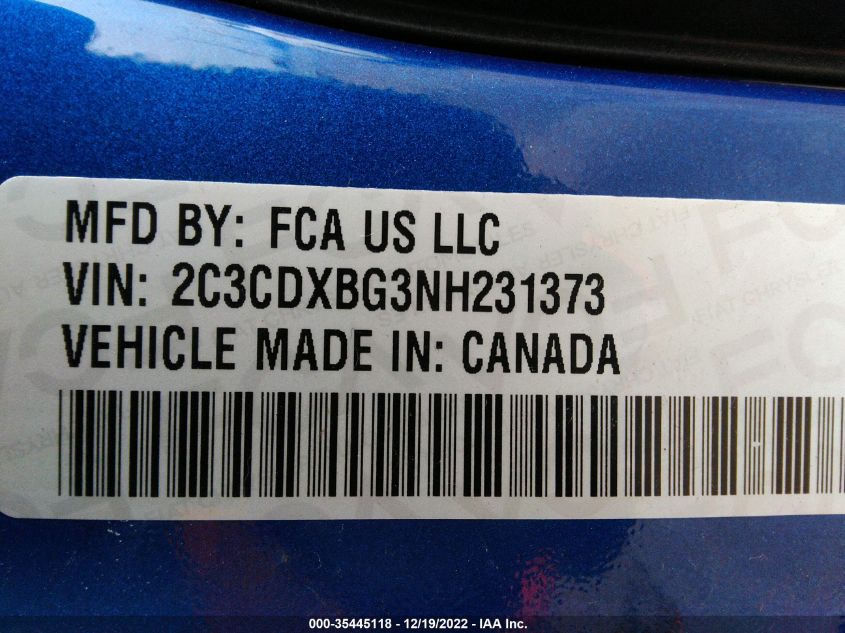 MFD BY: FCA US LLC
VIN: 2C3CDXBG3NH231373
VEHICLE MADE IN: CANADA
000-35445118 - 12/19/2022 - IAA Inc.